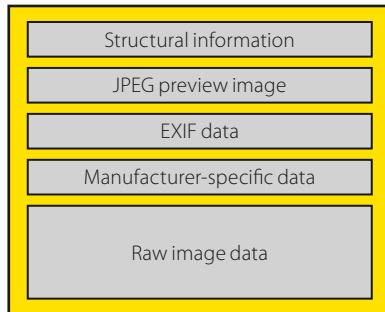 Structural information
JPEG preview image
EXIF data
Manufacturer-specific data
Raw image data